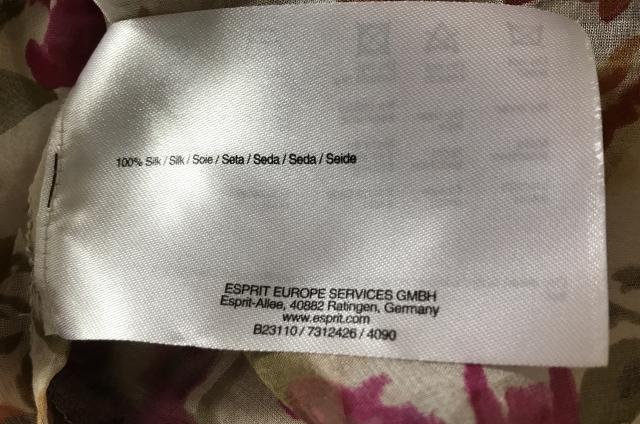 100% Silk / Silk / Soie / Seta / Seda / Seda / Seide
ESPRIT EUROPE SERVICES GMBH
Esprit-Allee, 40882 Ratingen, Germany
www.esprit.com
B23110 / 7312426 / 4090